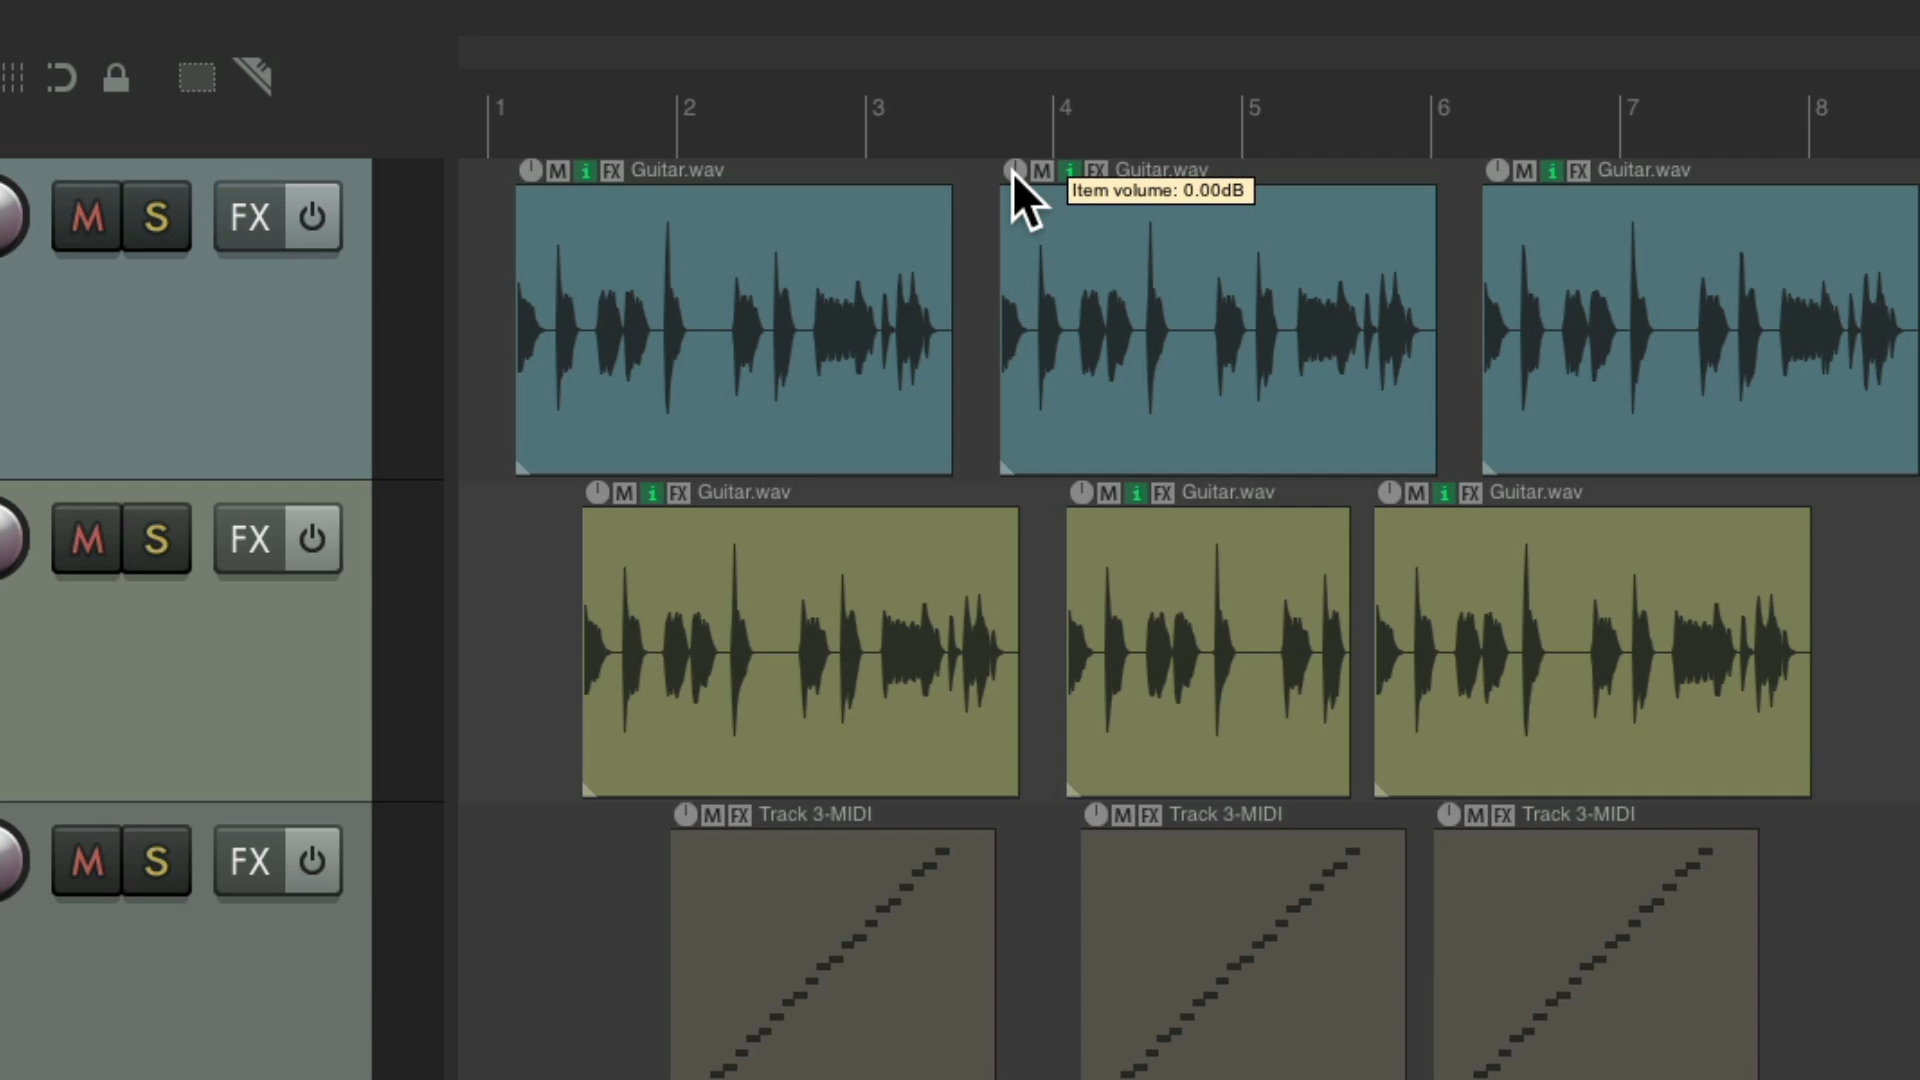 1 2 3 4 5 6 7 8
M i FX Guitar.wav M i FX Guitar.wav M i FX Guitar.wav
Item volume: 0.00dB
M S FX
M i FX Guitar.wav M i FX Guitar.wav M i FX Guitar.wav
M S FX
M FX Track 3-MIDI M FX Track 3-MIDI M FX Track 3-MIDI
M S FX